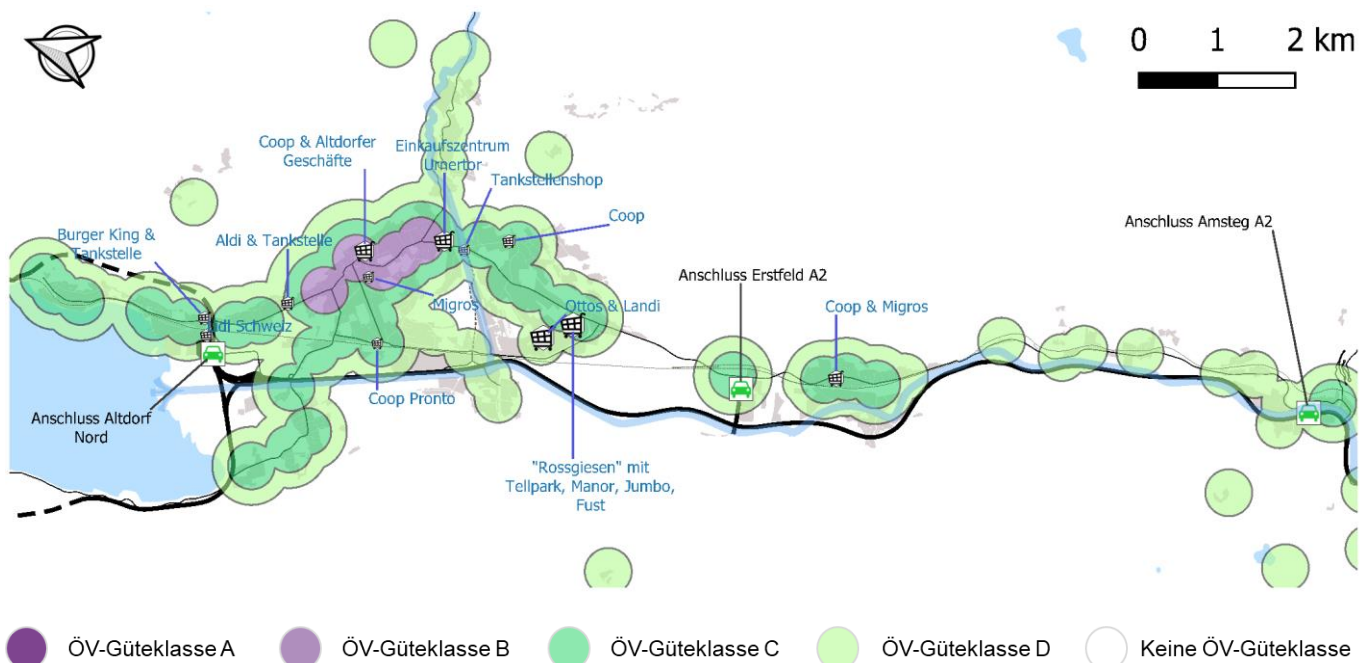 0 1 2 km
Coop & Altdorfer
Geschäfte
Einkaufszentrum
Urnertor
Tankstellenshop
Coop
Burger King &
Tankstelle
Aldi & Tankstelle
Anschluss Amsteg A2
Anschluss Erstfeld A2
Migros
Ottos & Landi
Coop & Migros
Lidl Schweiz
Coop Pronto
Anschluss Altdorf
Nord
"Rossgiesen" mit
Tellpark, Manor, Jumbo,
Fust
ÖV-Güteklasse A
ÖV-Güteklasse B
ÖV-Güteklasse C
ÖV-Güteklasse D
Keine ÖV-Güteklasse